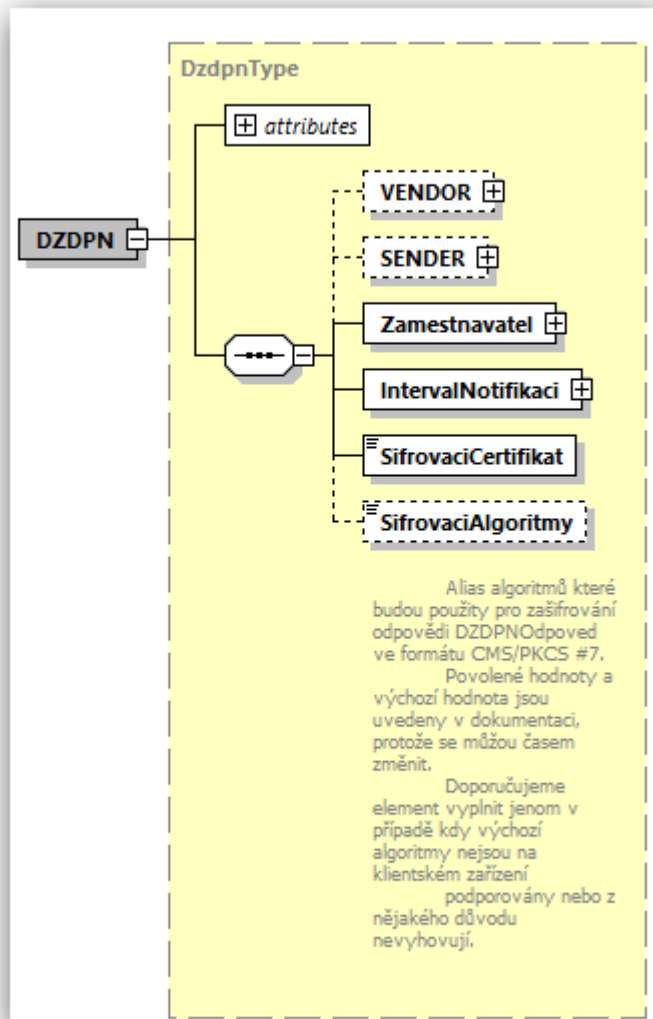 DzdpnType
attributes
DZDPN
VENDOR
SENDER
Zamestnavatel
IntervalNotifikaci
SifrovaciCertifikat
SifrovaciAlgoritmy
Alias algoritmů které
budou použity pro zašifrování
odpovědi DZDPNOdpoved
ve formátu CMS/PKCS #7.
Povolené hodnoty a
výchozí hodnota jsou
uvedeny v dokumentaci,
protože se můžou časem
změnit.
Doporučujeme
element vyplnit jenom v
případě kdy výchozí
algoritmy nejsou na
klientském zařízení
podporovány nebo z
nějakého důvodu
nevyhovují.